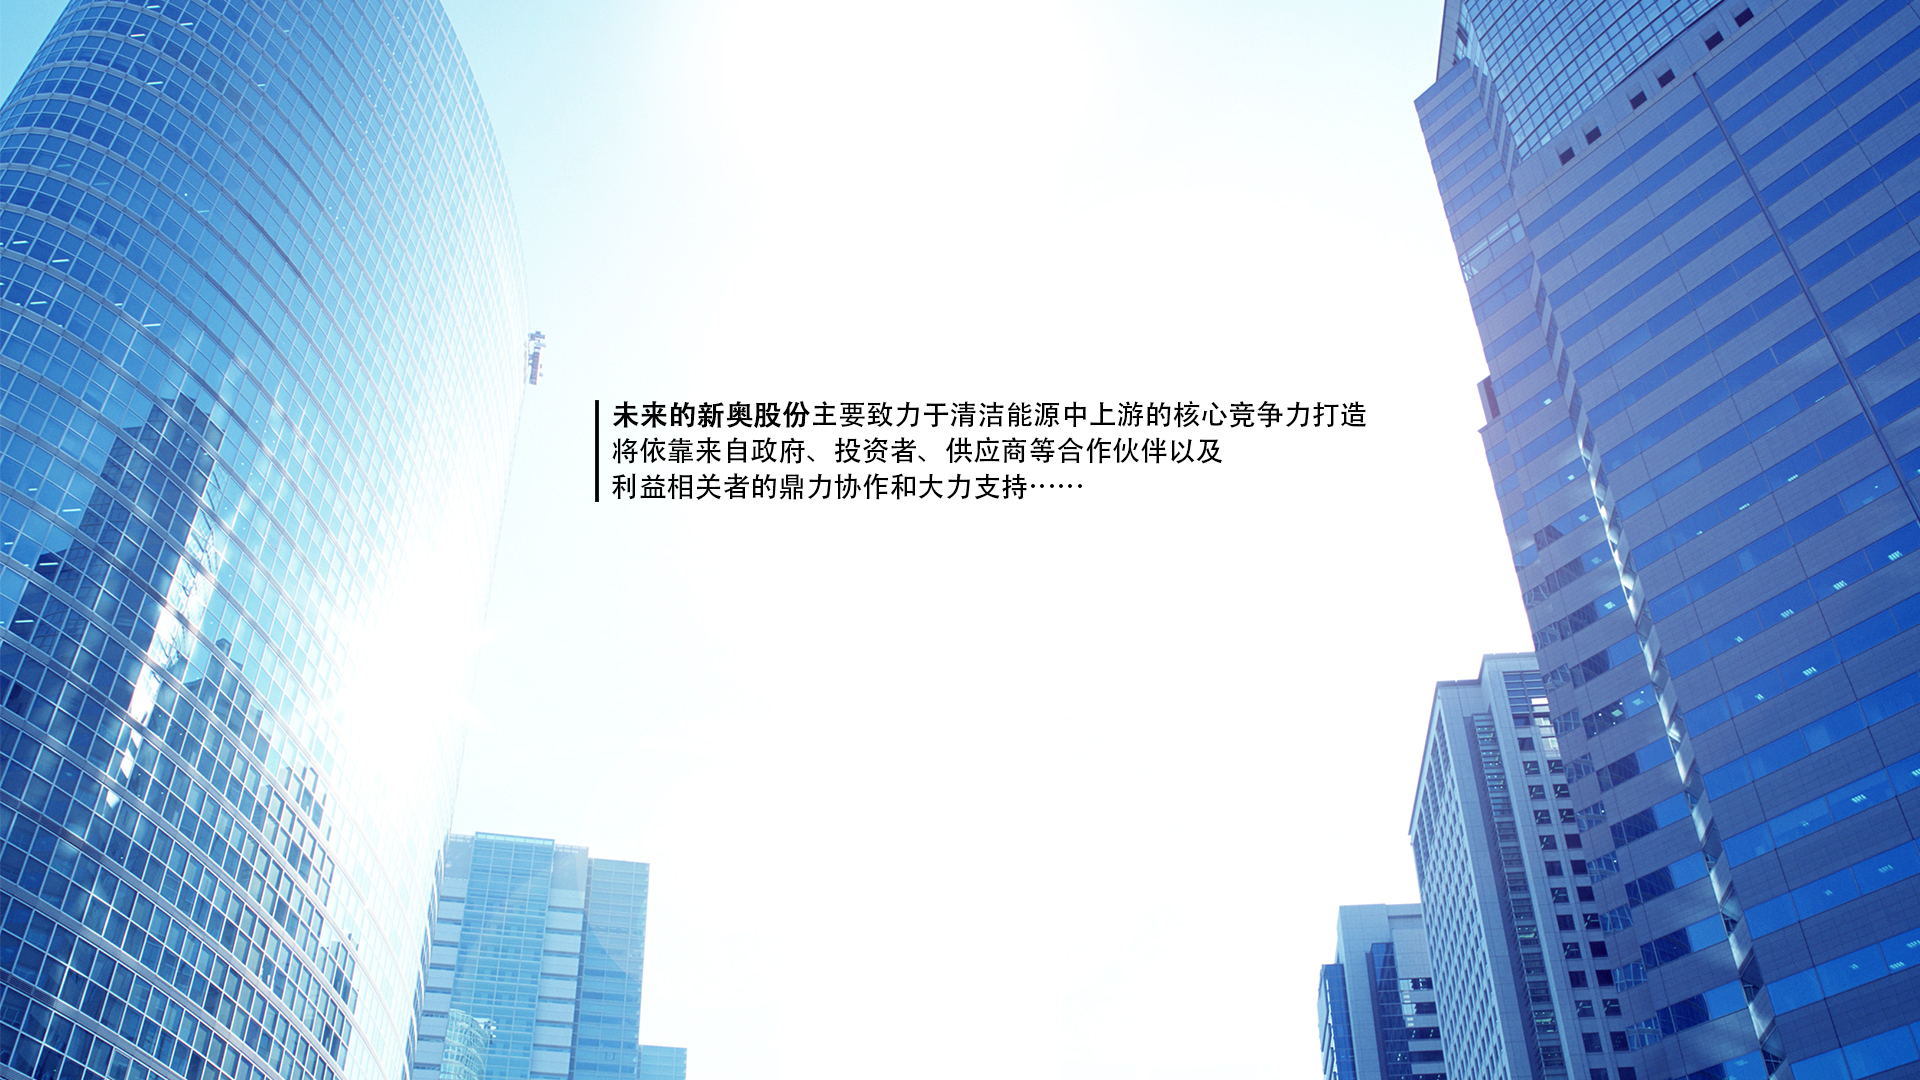 未来的新奥股份主要致力于清洁能源中上游的核心竞争力打造
将依靠来自政府、投资者、供应商等合作伙伴以及
利益相关者的鼎力协作和大力支持……